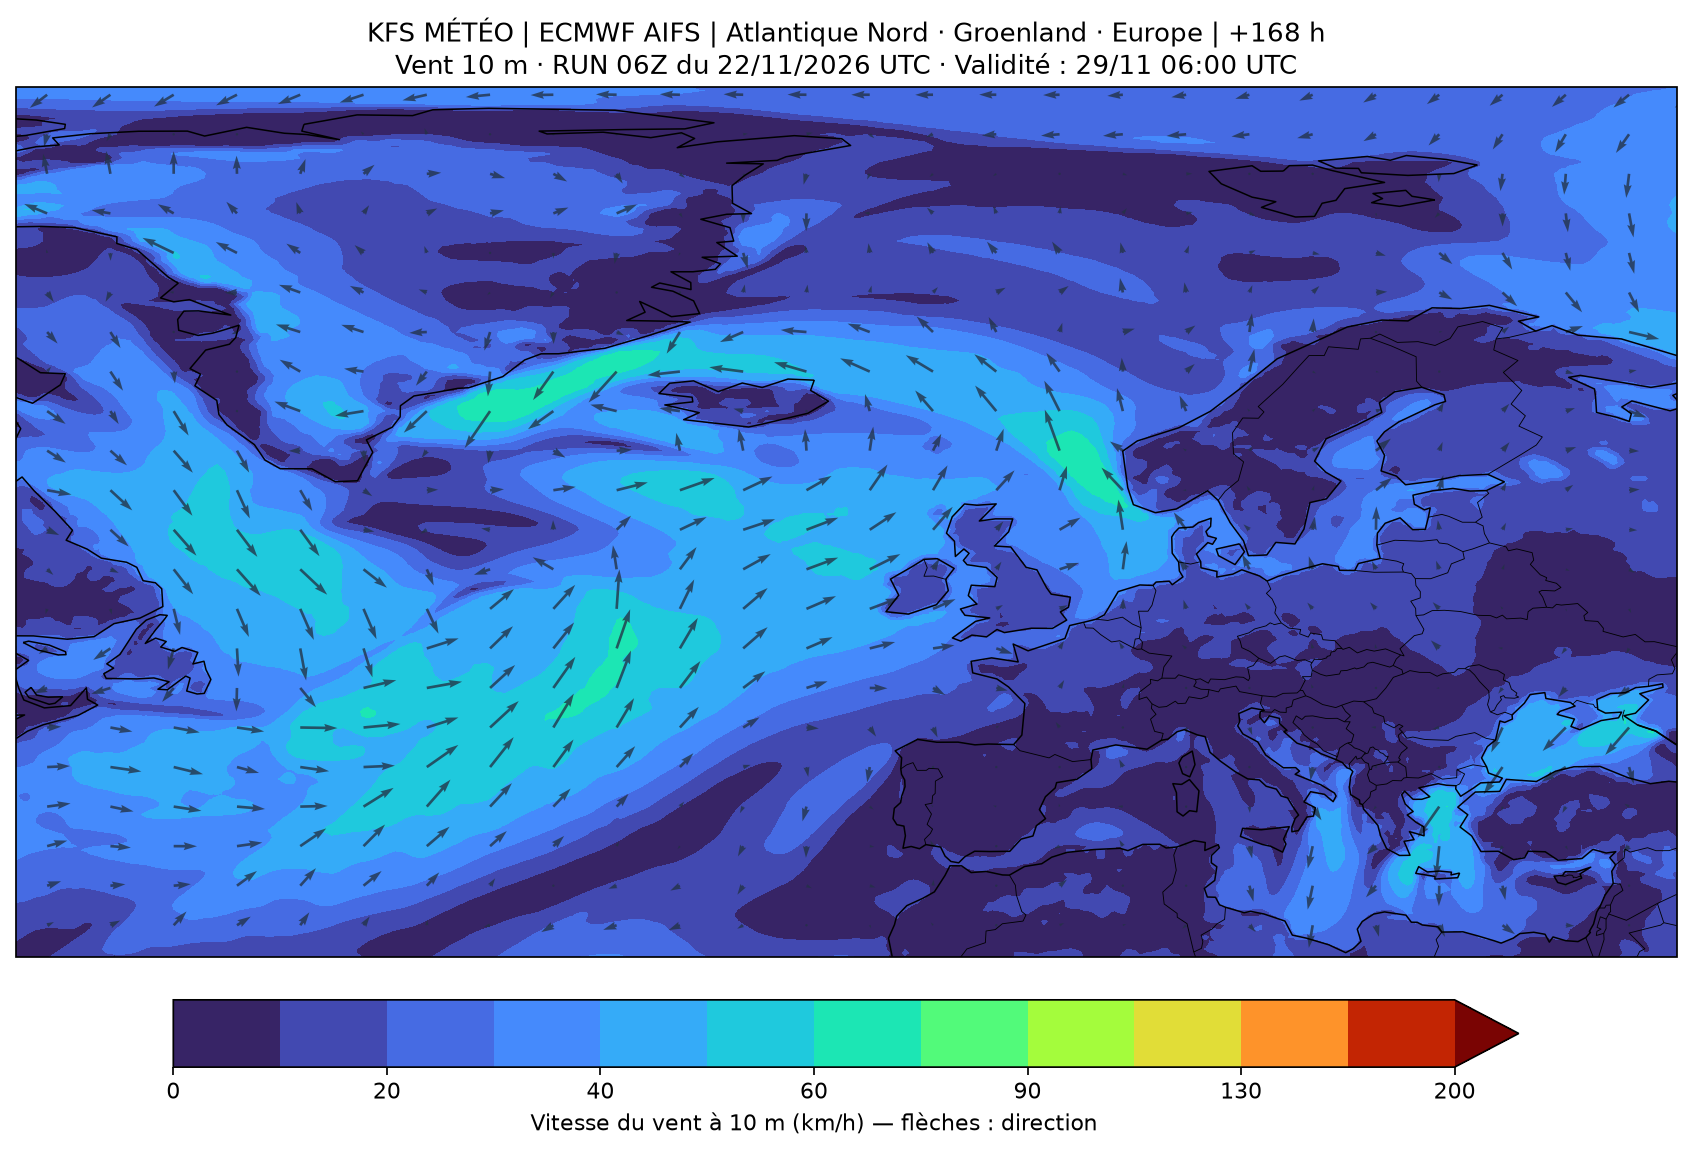 KFS MÉTÉO | ECMWF AIFS | Atlantique Nord · Groenland · Europe | +168 h
Vent 10 m · RUN 06Z du 22/11/2026 UTC · Validité : 29/11 06:00 UTC
0 20 40 60 90 130 200
Vitesse du vent à 10 m (km/h) — flèches : direction